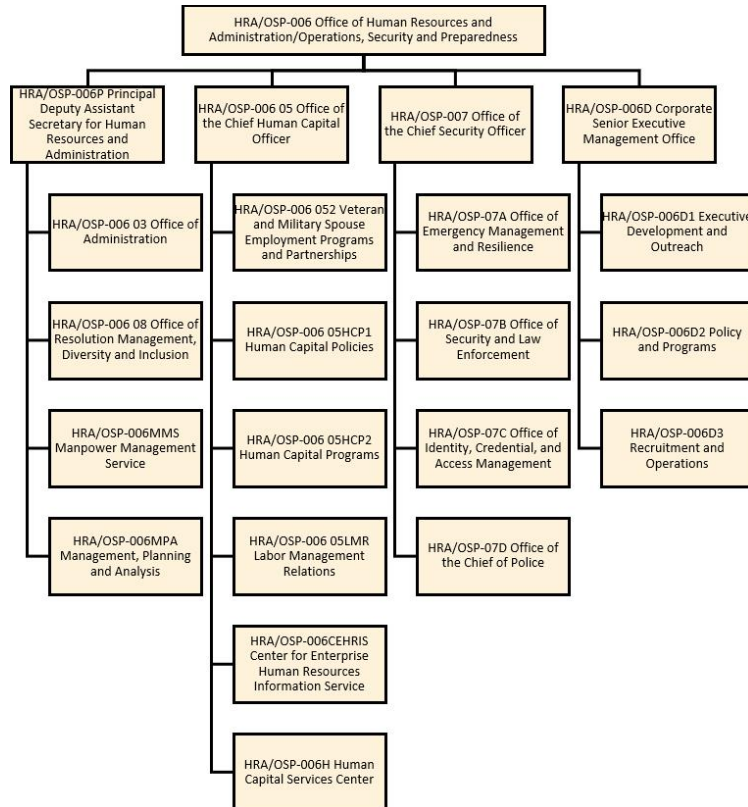 HRA/OSP-006 Office of Human Resources and
Administration/Operations, Security and Preparedness
HRA/OSP-006P Principal
Deputy Assistant
Secretary for Human
Resources and
Administration
HRA/OSP-006 05 Office of
the Chief Human Capital
Officer
HRA/OSP-007 Office of
the Chief Security Officer
HRA/OSP-006D Corporate
Senior Executive
Management Office
HRA/OSP-006 03 Office of
Administration
HRA/OSP-006 052 Veteran
and Military Spouse
Employment Programs
and Partnerships
HRA/OSP-07A Office of
Emergency Management
and Resilience
HRA/OSP-006D1 Executive
Development and
Outreach
HRA/OSP-006 08 Office of
Resolution Management,
Diversity and Inclusion
HRA/OSP-006 05HCP1
Human Capital Policies
HRA/OSP-07B Office of
Security and Law
Enforcement
HRA/OSP-006D2 Policy
and Programs
HRA/OSP-006MMS
Manpower Management
Service
HRA/OSP-006 05HCP2
Human Capital Programs
HRA/OSP-07C Office of
Identity, Credential, and
Access Management
HRA/OSP-006D3
Recruitment and
Operations
HRA/OSP-006MPA
Management, Planning
and Analysis
HRA/OSP-006 05LMR
Labor Management
Relations
HRA/OSP-07D Office of
the Chief of Police
HRA/OSP-006CEHRIS
Center for Enterprise
Human Resources
Information Service
HRA/OSP-006H Human
Capital Services Center